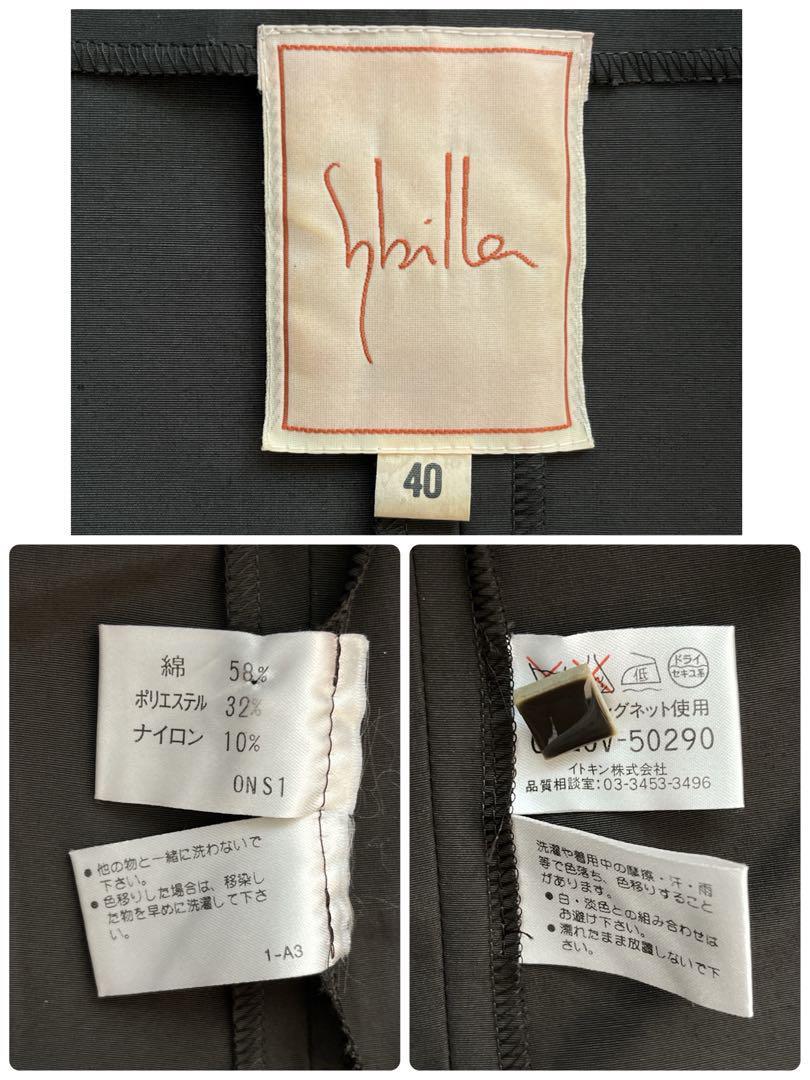 Sybilla
40
綿 58%
ポリエステル 32%
ナイロン 10%
ONS1
●他の物と一緒に洗わないで
下さい。
●色移りした場合は、移染し
た物を早めに洗濯して下さ
い。
1-A3
低
ドライ
セキユ系
グネット使用
V-50290
イトキン株式会社
品質相談室:03-3453-3496
洗濯や着用中の摩擦・汗・雨
等で色落ち、色移りすること
があります。
●白・淡色との組み合わせは
お避け下さい。
●濡れたまま放置しないで下
さい。